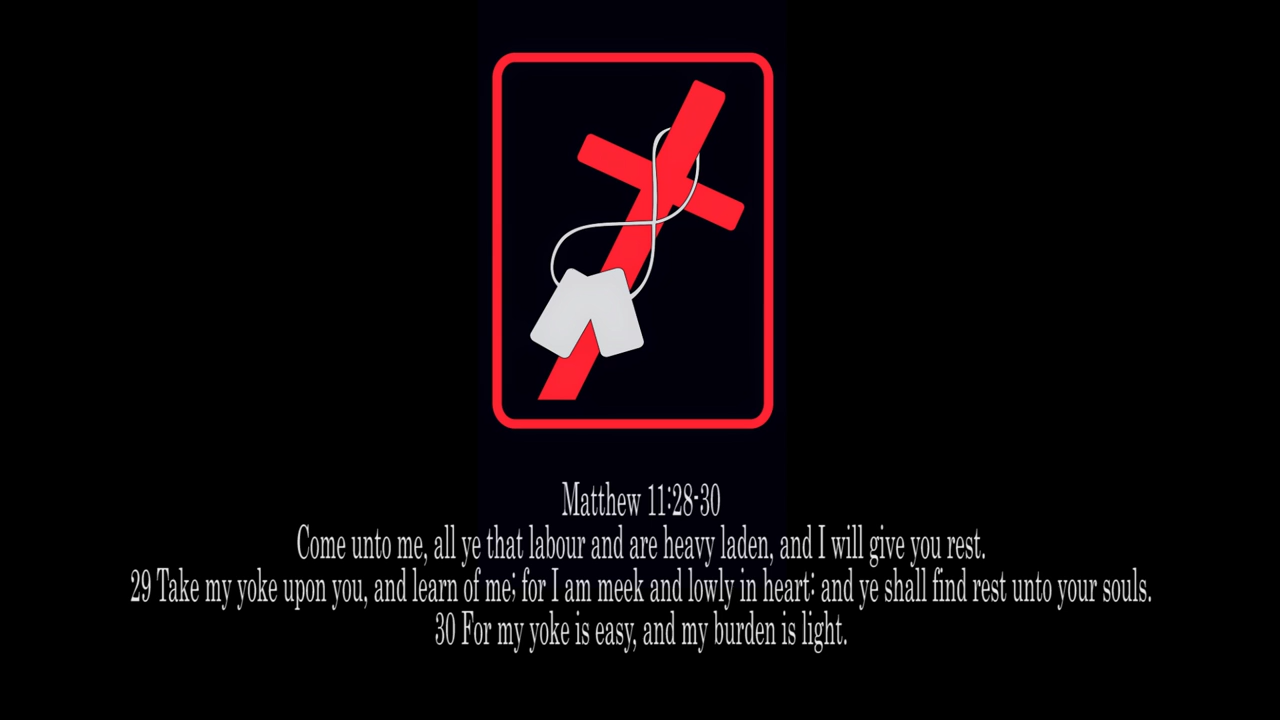 Matthew 11:28-30
Come unto me, all ye that labour and are heavy laden, and I will give you rest.
29 Take my yoke upon you, and learn of me; for I am meek and lowly in heart: and ye shall find rest unto your souls.
30 For my yoke is easy, and my burden is light.